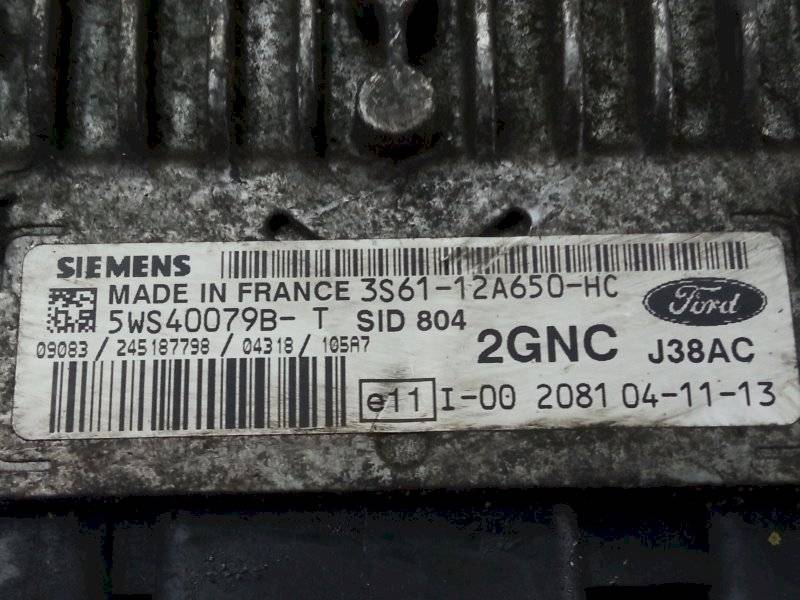 SIEMENS
MADE IN FRANCE 3S61-12A650-HC
Ford
5WS40079B- T SID 804
2GNC J38AC
09083 / 245187798 / 04318 / 105A7
e11 I-00 2081 04-11-13